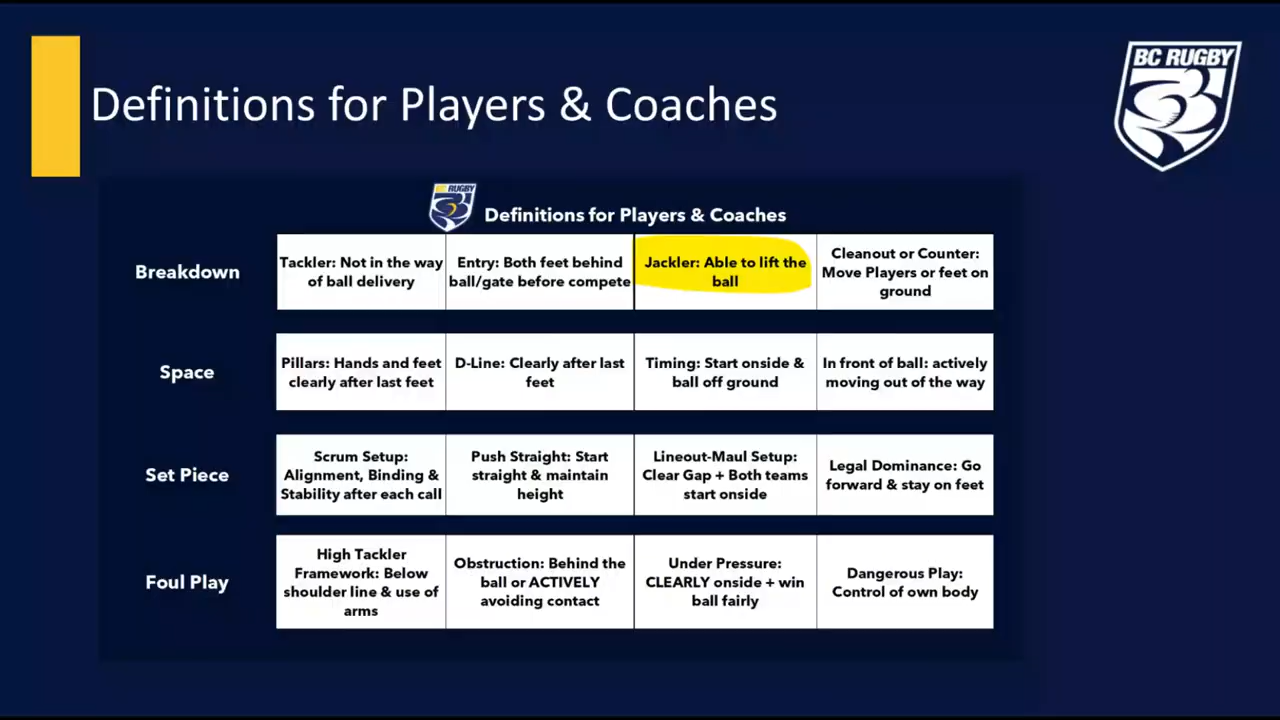 BC RUGBY
Definitions for Players & Coaches
BC RUGBY
Definitions for Players & Coaches
Breakdown
Tackler: Not in the way
of ball delivery
Entry: Both feet behind
ball/gate before compete
Jackler: Able to lift the
ball
Cleanout or Counter:
Move Players or feet on
ground
Space
Pillars: Hands and feet
clearly after last feet
D-Line: Clearly after last
feet
Timing: Start onside &
ball off ground
In front of ball: actively
moving out of the way
Set Piece
Scrum Setup:
Alignment, Binding &
Stability after each call
Push Straight: Start
straight & maintain
height
Lineout-Maul Setup:
Clear Gap + Both teams
start onside
Legal Dominance: Go
forward & stay on feet
Foul Play
High Tackler
Framework: Below
shoulder line & use of
arms
Obstruction: Behind the
ball or ACTIVELY
avoiding contact
Under Pressure:
CLEARLY onside + win
ball fairly
Dangerous Play:
Control of own body